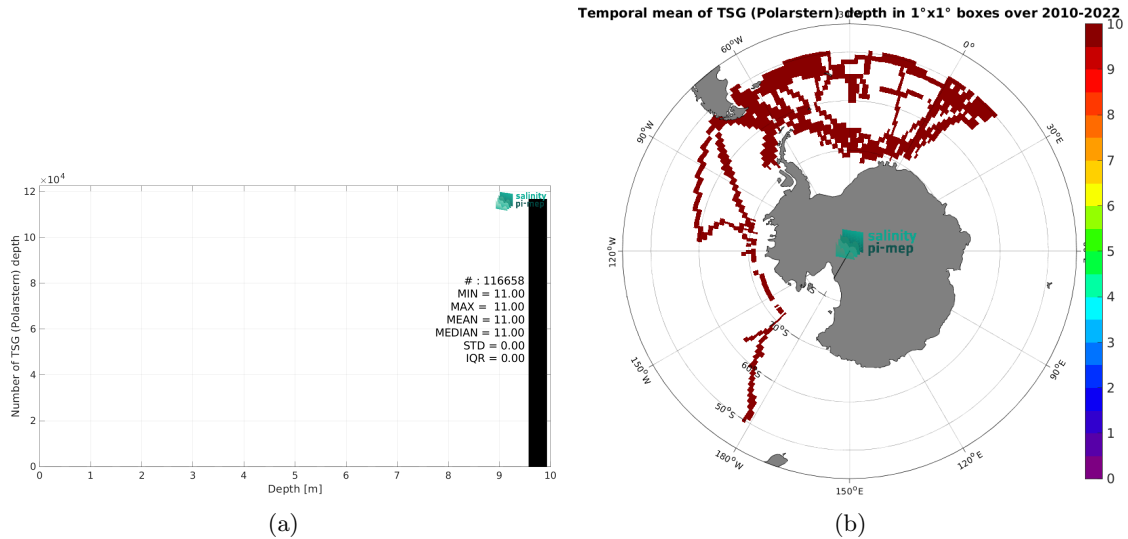 ×10⁴
12
10
8
6
4
2
0
Number of TSG (Polarstern) depth
salinity
pi-mep
# : 116658
MIN = 11.00
MAX = 11.00
MEAN = 11.00
MEDIAN = 11.00
STD = 0.00
IQR = 0.00
0 1 2 3 4 5 6 7 8 9 10
Depth [m]
(a)
Temporal mean of TSG (Polarstern) depth in 1°x1° boxes over 2010-2022
60°W
0°
90°W
30°E
120°W
salinity
pi-mep
70°S
60°S
150°W
90°E
50°S
180°W
120°E
150°E
10
9
8
7
6
5
4
3
2
1
0
(b)